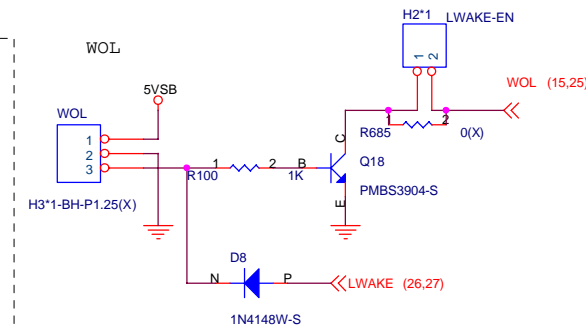 H2*1
LWAKE-EN
WOL
1
2
5VSB
WOL (15,25)
WOL
1
2
R685
0(X)
1
2
3
C
1
2
B
Q18
R100
1K
PMBS3904-S
E
H3*1-BH-P1.25(X)
D8
N
P
LWAKE (26,27)
1N4148W-S